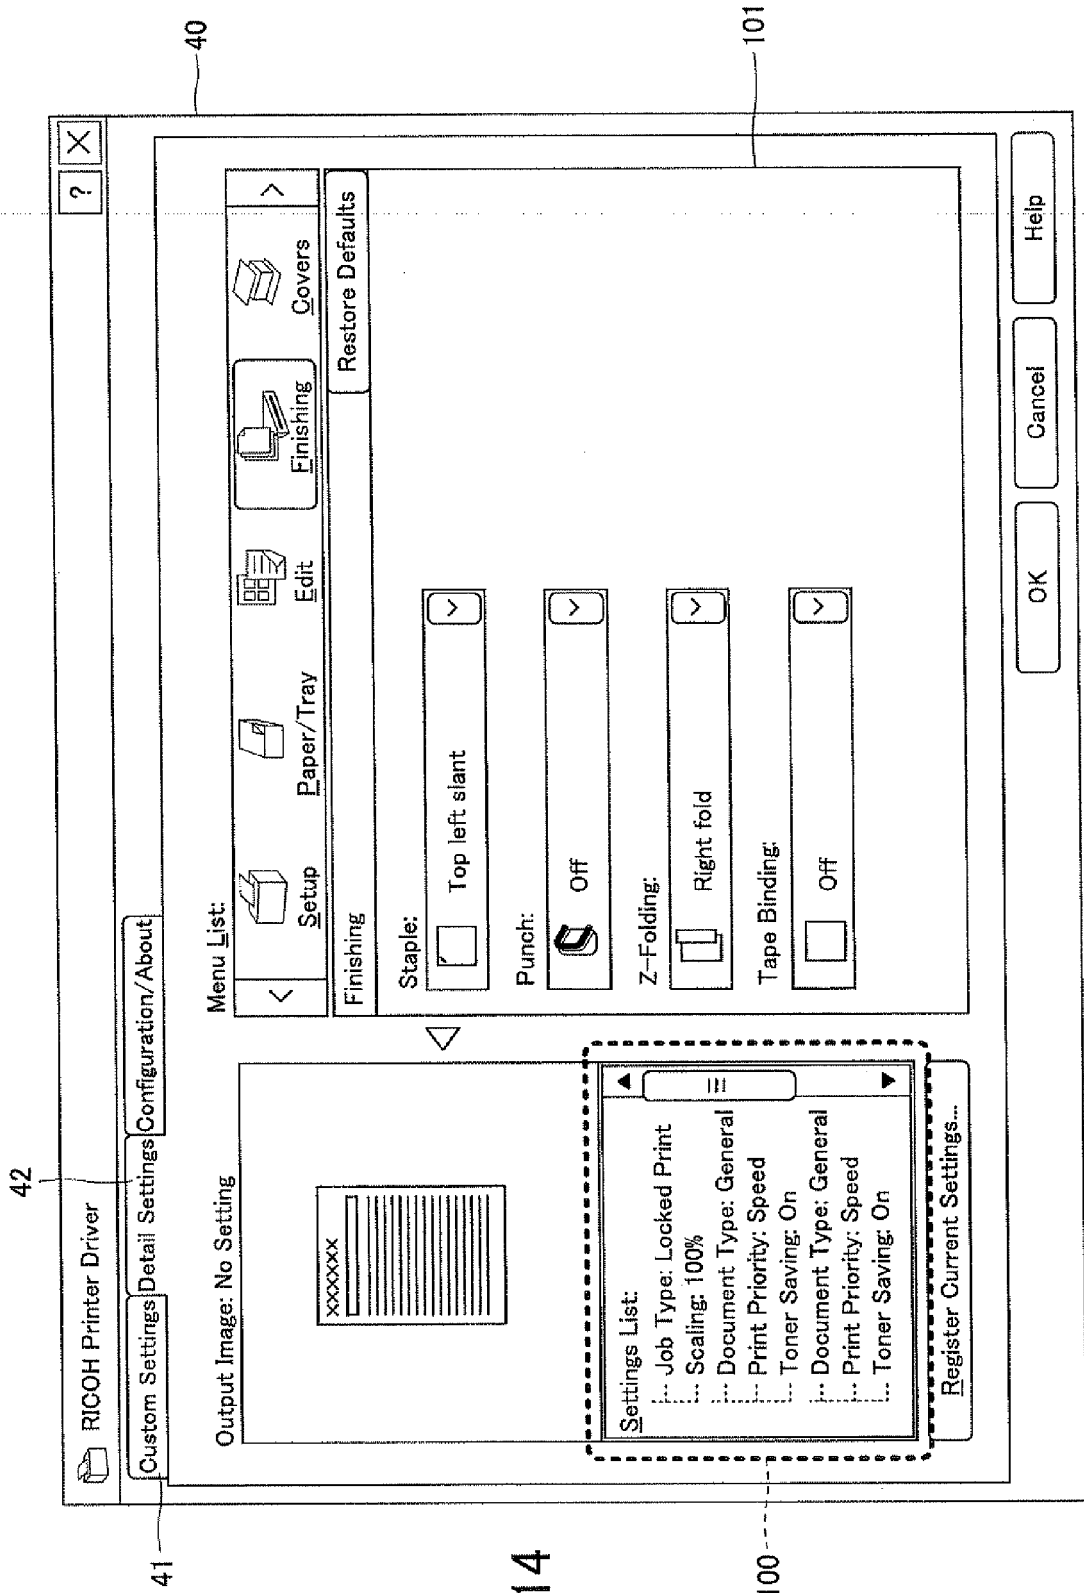 14
40
RICOH Printer Driver
? X
41
42
Custom Settings Detail Settings Configuration/About
Output Image: No Setting
XXXXXX
100
Settings List:
Job Type: Locked Print
Scaling: 100%
Document Type: General
Print Priority: Speed
Toner Saving: On
Document Type: General
Print Priority: Speed
Toner Saving: On
Register Current Settings...
Menu List:
Setup Paper/Tray Edit Finishing Covers
Finishing Restore Defaults
Staple:
Top left slant
Punch:
Off
Z-Folding:
Right fold
Tape Binding:
Off
101
OK Cancel Help